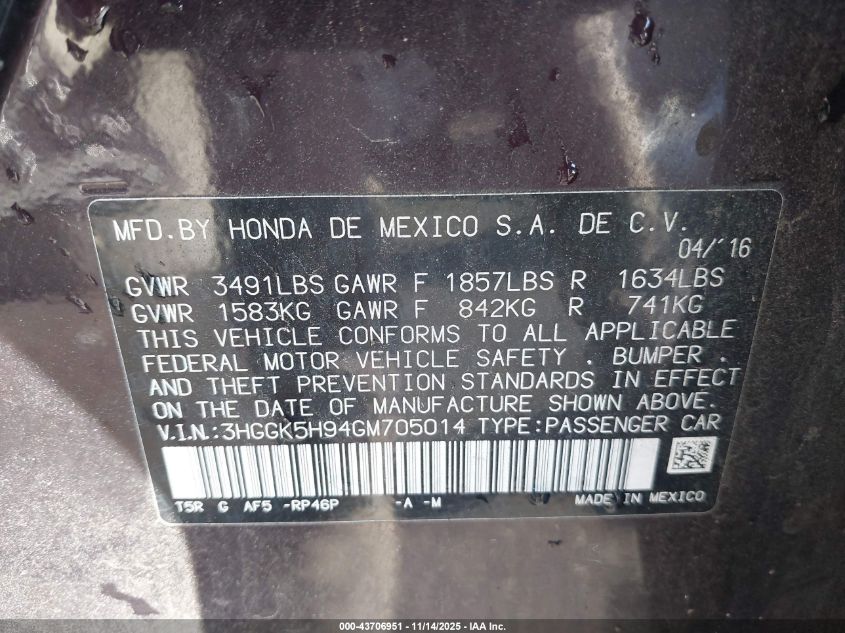 MFD.BY HONDA DE MEXICO S.A. DE C.V.
04/'16
GVWR 3491LBS GAWR F 1857LBS R 1634LBS
GVWR 1583KG GAWR F 842KG R 741KG
THIS VEHICLE CONFORMS TO ALL APPLICABLE
FEDERAL MOTOR VEHICLE SAFETY , BUMPER ,
AND THEFT PREVENTION STANDARDS IN EFFECT
ON THE DATE OF MANUFACTURE SHOWN ABOVE.
V.I.N.:3HGGK5H94GM705014 TYPE:PASSENGER CAR
T5R G AF5 -RP46P -A -M MADE IN MEXICO
000-43706951 - 11/14/2025 - IAA Inc.